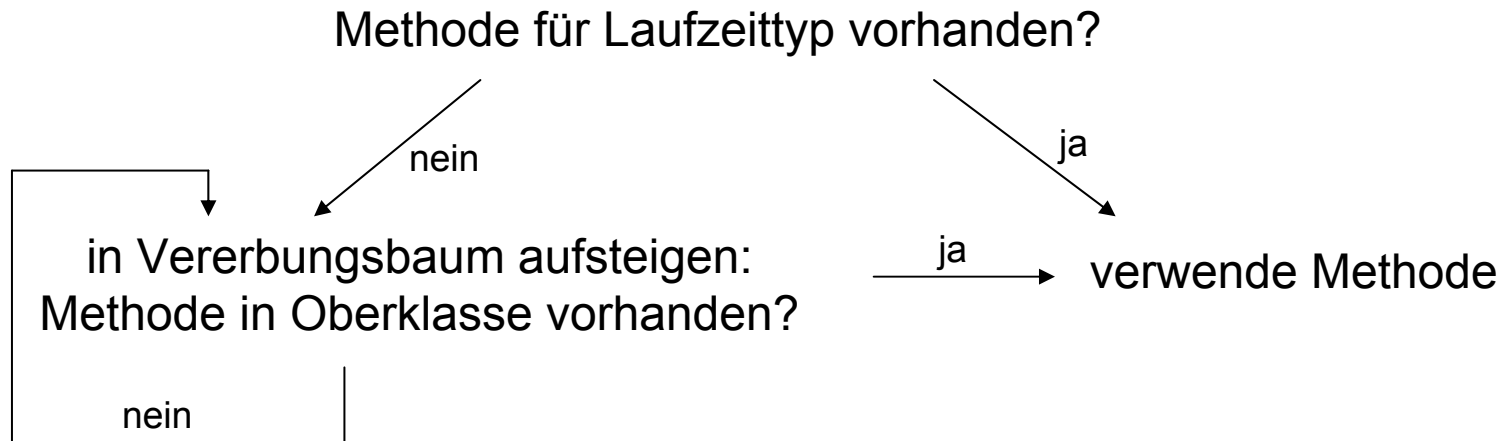 Methode für Laufzeittyp vorhanden?
nein
ja
in Vererbungsbaum aufsteigen:
Methode in Oberklasse vorhanden?
ja
verwende Methode
nein